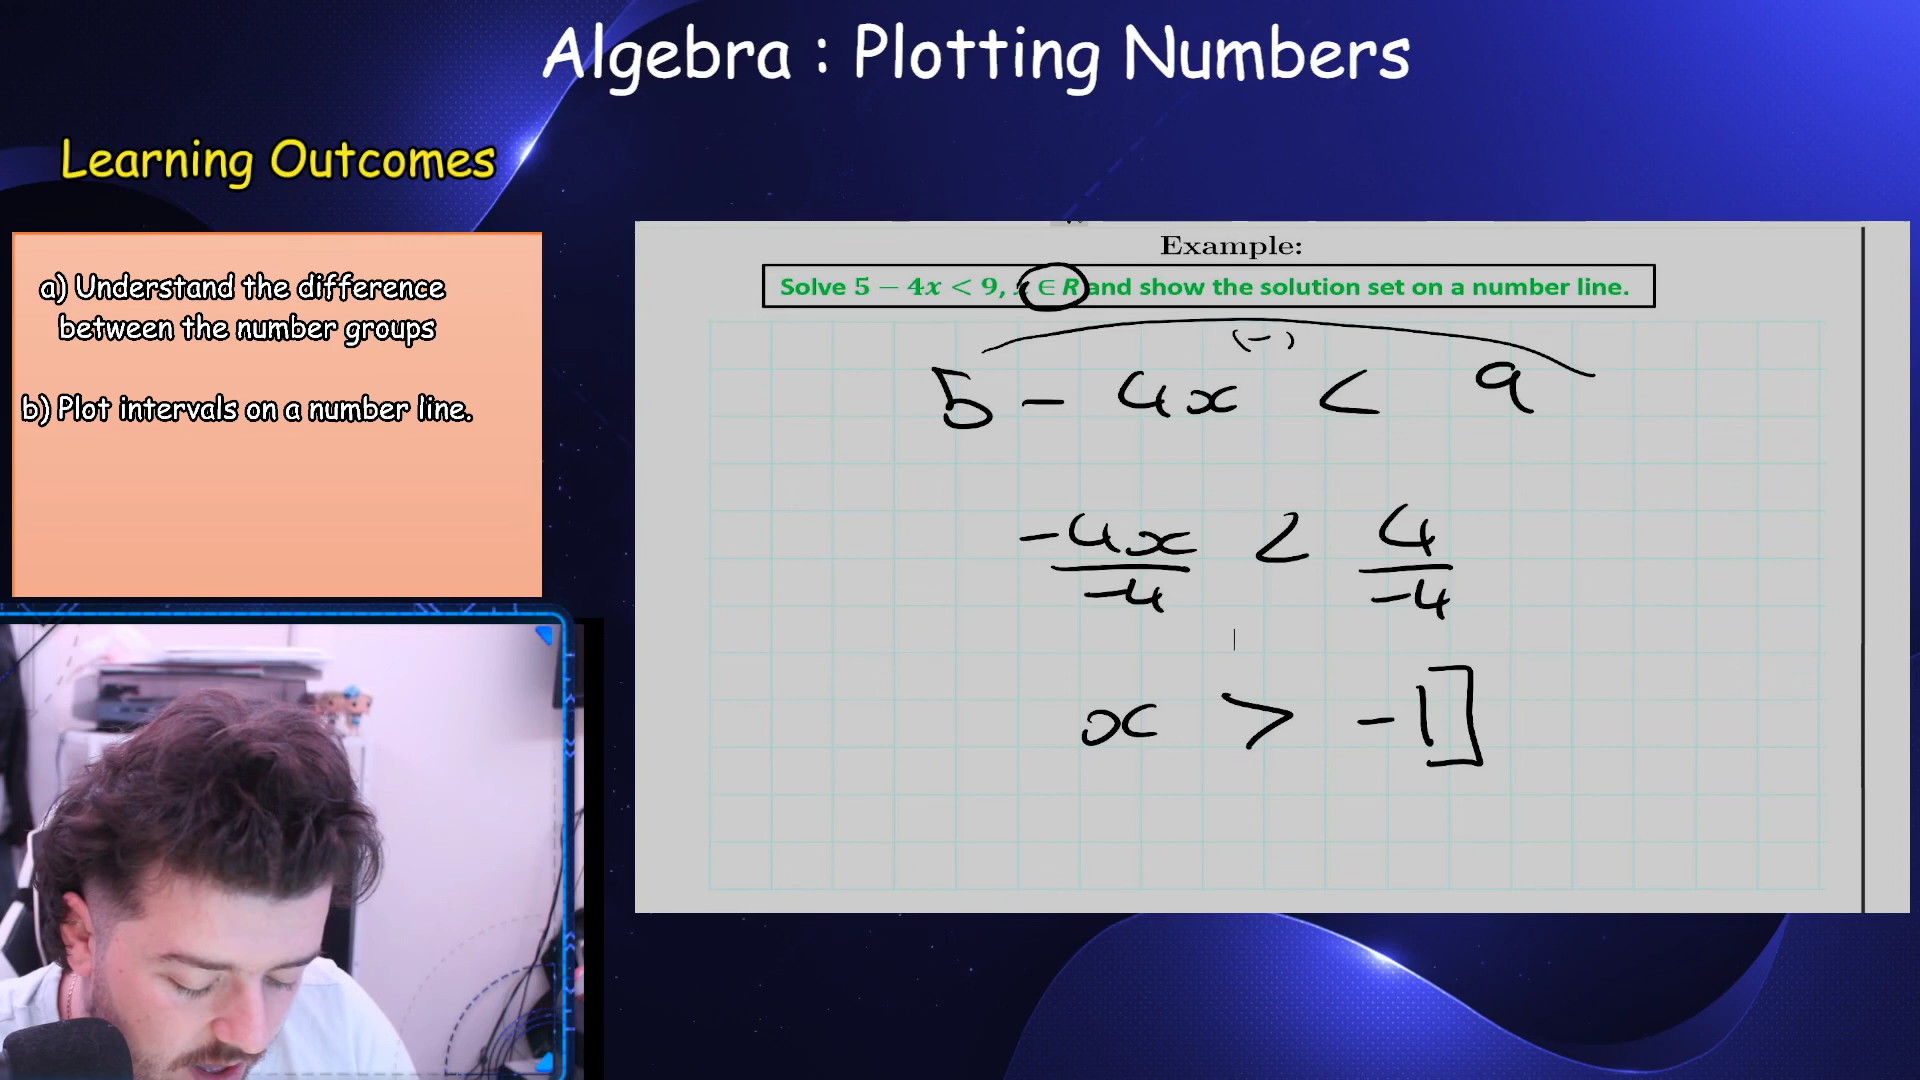 Algebra : Plotting Numbers
Learning Outcomes
a) Understand the difference
between the number groups
b) Plot intervals on a number line.
Example:
Solve 5 − 4x < 9, ∈ R and show the solution set on a number line.
(-)
5 - 4x < 9
-4x < 4
-4 -4
x > -1]